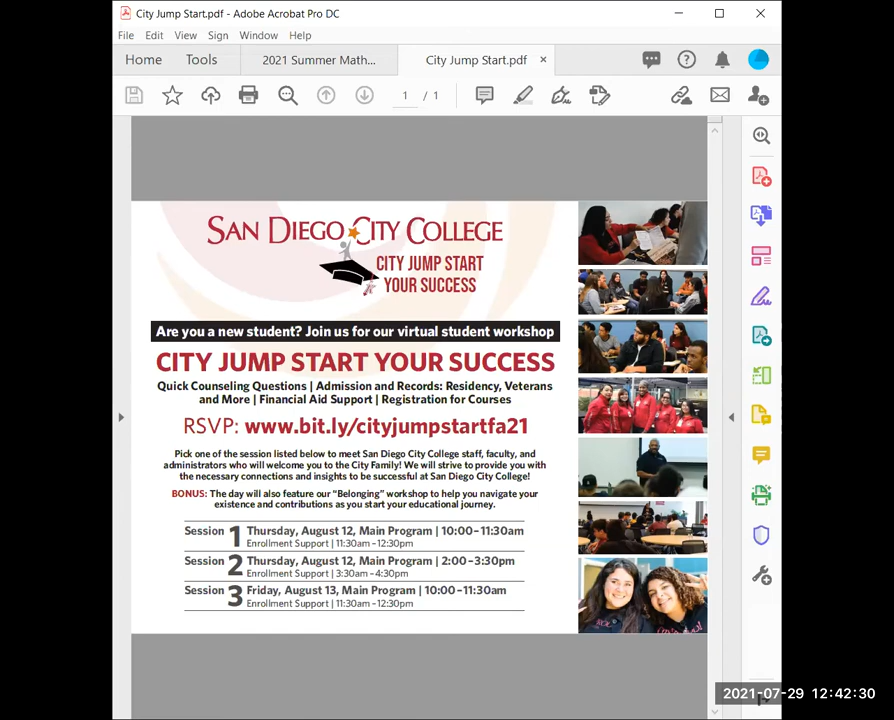 City Jump Start.pdf - Adobe Acrobat Pro DC
File Edit View Sign Window Help
Home Tools 2021 Summer Math... City Jump Start.pdf ×
1 / 1
SAN DIEGO CITY COLLEGE
CITY JUMP START
YOUR SUCCESS
Are you a new student? Join us for our virtual student workshop
CITY JUMP START YOUR SUCCESS
Quick Counseling Questions | Admission and Records: Residency, Veterans
and More | Financial Aid Support | Registration for Courses
RSVP: www.bit.ly/cityjumpstartfa21
Pick one of the session listed below to meet San Diego City College staff, faculty, and
administrators who will welcome you to the City Family! We will strive to provide you with
the necessary connections and insights to be successful at San Diego City College!
BONUS: The day will also feature our “Belonging” workshop to help you navigate your
existence and contributions as you start your educational journey.
Session 1 Thursday, August 12, Main Program | 10:00-11:30am
Enrollment Support | 11:30am-12:30pm
Session 2 Thursday, August 12, Main Program | 2:00-3:30pm
Enrollment Support | 3:30am-4:30pm
Session 3 Friday, August 13, Main Program | 10:00-11:30am
Enrollment Support | 11:30am-12:30pm
2021-07-29 12:42:30